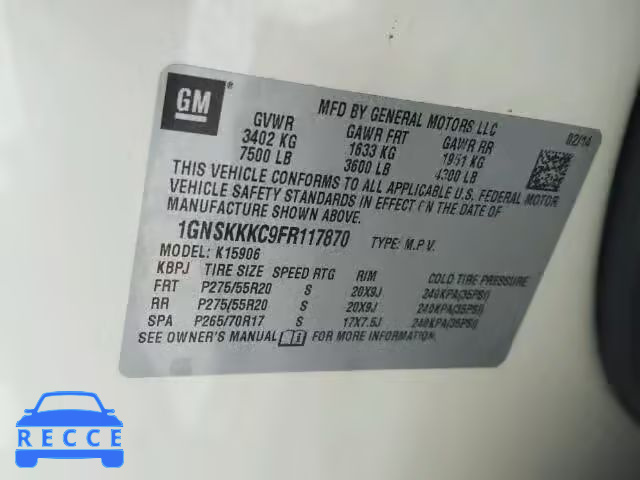 GM®
MFD BY GENERAL MOTORS LLC
02/14
GVWR GAWR FRT GAWR RR
3402 KG 1633 KG 1951 KG
7500 LB 3600 LB 4300 LB
THIS VEHICLE CONFORMS TO ALL APPLICABLE U.S. FEDERAL MOTOR
VEHICLE SAFETY STANDARDS IN EFFECT ON THE DATE OF
MANUFACTURE SHOWN ABOVE.
1GNSKKKC9FR117870 TYPE: M.P.V.
MODEL: K15906
KBPJ TIRE SIZE SPEED RTG RIM COLD TIRE PRESSURE
FRT P275/55R20 S 20X9J 240KPA(35PSI)
RR P275/55R20 S 20X9J 240KPA(35PSI)
SPA P265/70R17 S 17X7.5J 240KPA(35PSI)
SEE OWNER'S MANUAL FOR MORE INFORMATION.
RECCE